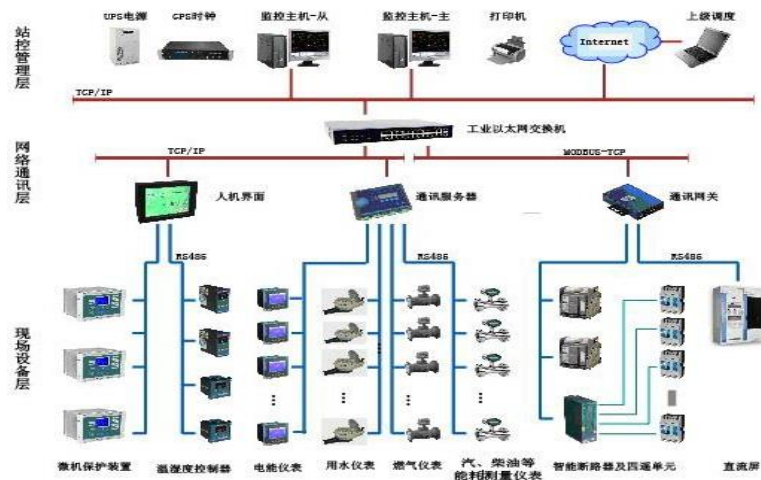 UPS电源
GPS时钟
监控主机-从
监控主机-主
打印机
Internet
上级调度
站控管理层
TCP/IP
工业以太网交换机
网络通讯层
TCP/IP
MODBUS-TCP
人机界面
通讯服务器
通讯网关
RS486
RS486
RS486
现场设备层
微机保护装置
温湿度控制器
电能仪表
用水仪表
燃气仪表
汽、柴油等
能耗测量仪表
智能断路器及四遥单元
直流屏